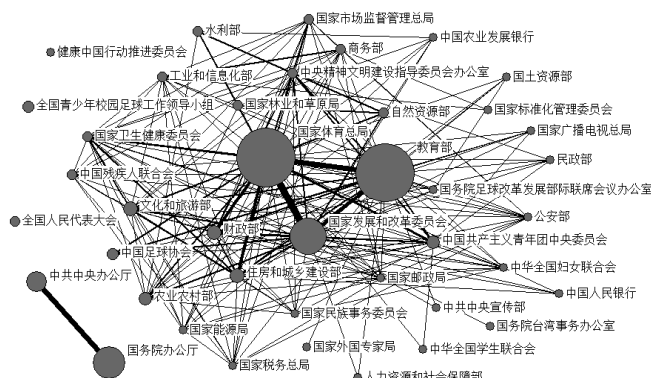 国家市场监督管理总局
水利部
中国农业发展银行
商务部
健康中国行动推进委员会
工业和信息化部
中央精神文明建设指导委员会办公室
国土资源部
全国青少年校园足球工作领导小组
国家林业和草原局
自然资源部
国家标准化管理委员会
国家卫生健康委员会
国家体育总局
国家广播电视总局
教育部
民政部
中国残疾人联合会
国务院足球改革发展部际联席会议办公室
文化和旅游部
全国人民代表大会
财政部
国家发展和改革委员会
公安部
中国共产主义青年团中央委员会
中国足球协会
中共中央办公厅
住房和城乡建设部
国家邮政局
中华全国妇女联合会
农业农村部
中国人民银行
中共中央宣传部
国家民族事务委员会
国家能源局
国务院台湾事务办公室
国务院办公厅
国家外国专家局
中华全国学生联合会
国家税务总局
人力资源和社会保障部